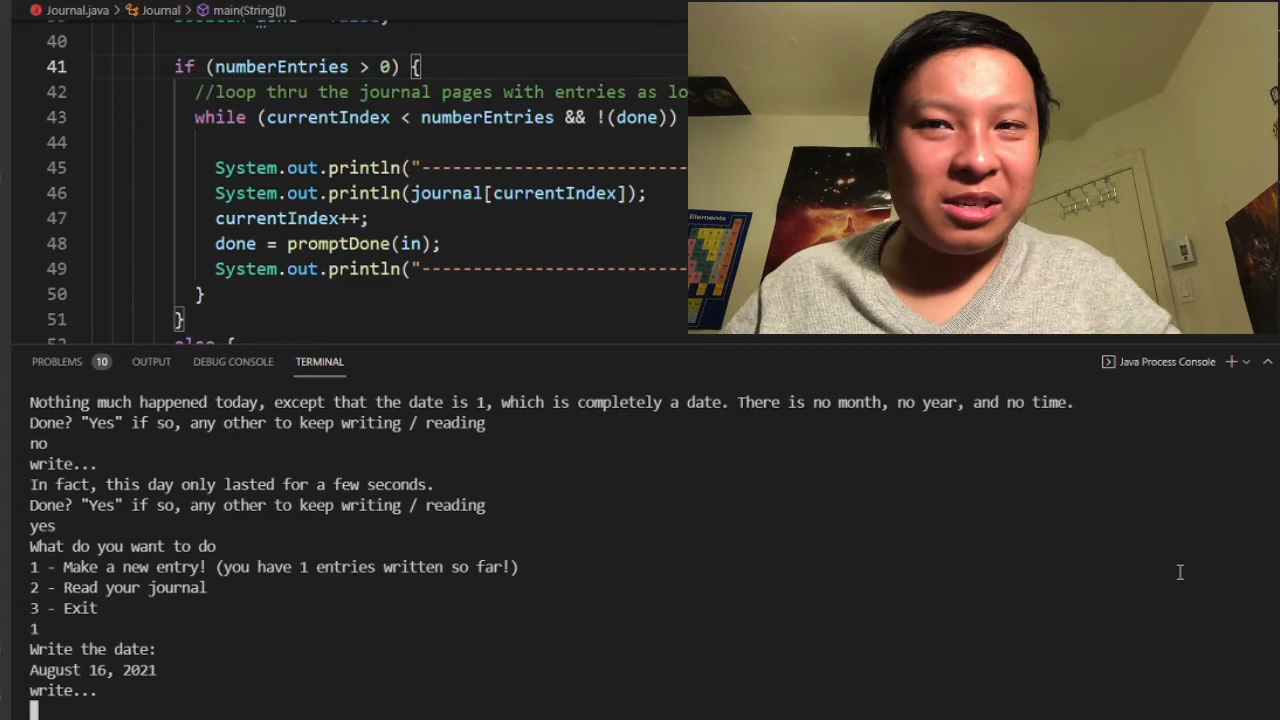 Journal.java > Journal > main(String[])
40
41 if (numberEntries > 0) {
42 //loop thru the journal pages with entries as lo
43 while (currentIndex < numberEntries && !(done))
44
45 System.out.println("--------------------------------
46 System.out.println(journal[currentIndex]);
47 currentIndex++;
48 done = promptDone(in);
49 System.out.println("--------------------------------
50 }
51 }
else {
Elements
PROBLEMS 10 OUTPUT DEBUG CONSOLE TERMINAL Java Process Console
Nothing much happened today, except that the date is 1, which is completely a date. There is no month, no year, and no time.
Done? "Yes" if so, any other to keep writing / reading
no
write...
In fact, this day only lasted for a few seconds.
Done? "Yes" if so, any other to keep writing / reading
yes
What do you want to do
1 - Make a new entry! (you have 1 entries written so far!)
2 - Read your journal
3 - Exit
1
Write the date:
August 16, 2021
write...